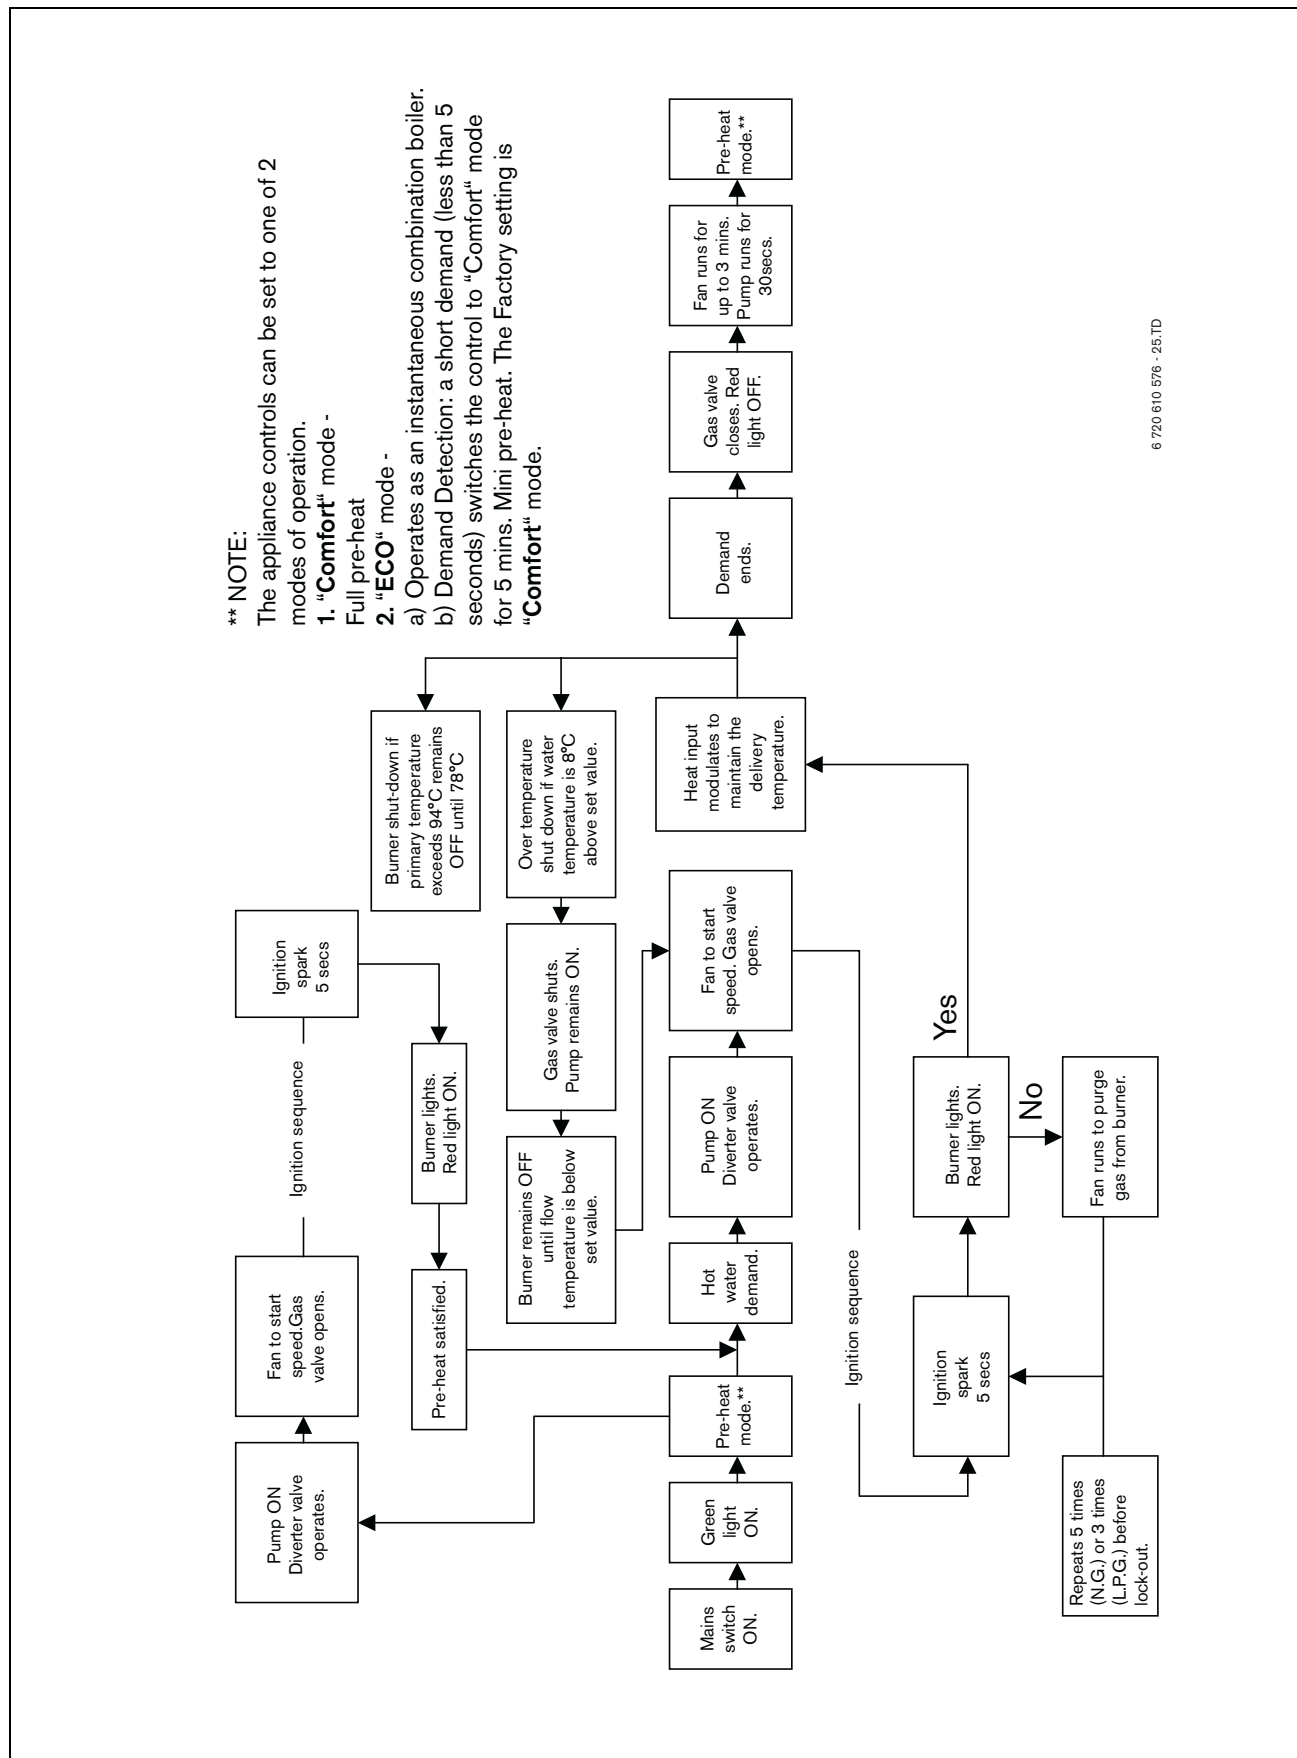 ** NOTE:
The appliance controls can be set to one of 2
modes of operation.
1. “Comfort“ mode -
Full pre-heat
2. “ECO“ mode -
a) Operates as an instantaneous combination boiler.
b) Demand Detection: a short demand (less than 5
seconds) switches the control to “Comfort“ mode
for 5 mins. Mini pre-heat. The Factory setting is
“Comfort“ mode.
Pump ON
Diverter valve
operates.
Fan to start
speed.Gas
valve opens.
Ignition sequence
Ignition
spark
5 secs
Burner lights.
Red light ON.
Pre-heat satisfied.
Burner shut-down if
primary temperature
exceeds 94°C remains
OFF until 78°C
Over temperature
shut down if water
temperature is 8°C
above set value.
Gas valve shuts.
Pump remains ON.
Burner remains OFF
until flow
temperature is below
set value.
Mains
switch
ON.
Green
light
ON.
Pre-heat
mode.**
Hot
water
demand.
Pump ON
Diverter valve
operates.
Fan to start
speed. Gas valve
opens.
Heat input
modulates to
maintain the
delivery
temperature.
Demand
ends.
Gas valve
closes. Red
light OFF.
Fan runs for
up to 3 mins.
Pump runs for
30secs.
Pre-heat
mode.**
Ignition sequence
Ignition
spark
5 secs
Burner lights.
Red light ON.
Yes
No
Fan runs to purge
gas from burner.
Repeats 5 times
(N.G.) or 3 times
(L.P.G.) before
lock-out.
6 720 610 576 - 25.TD